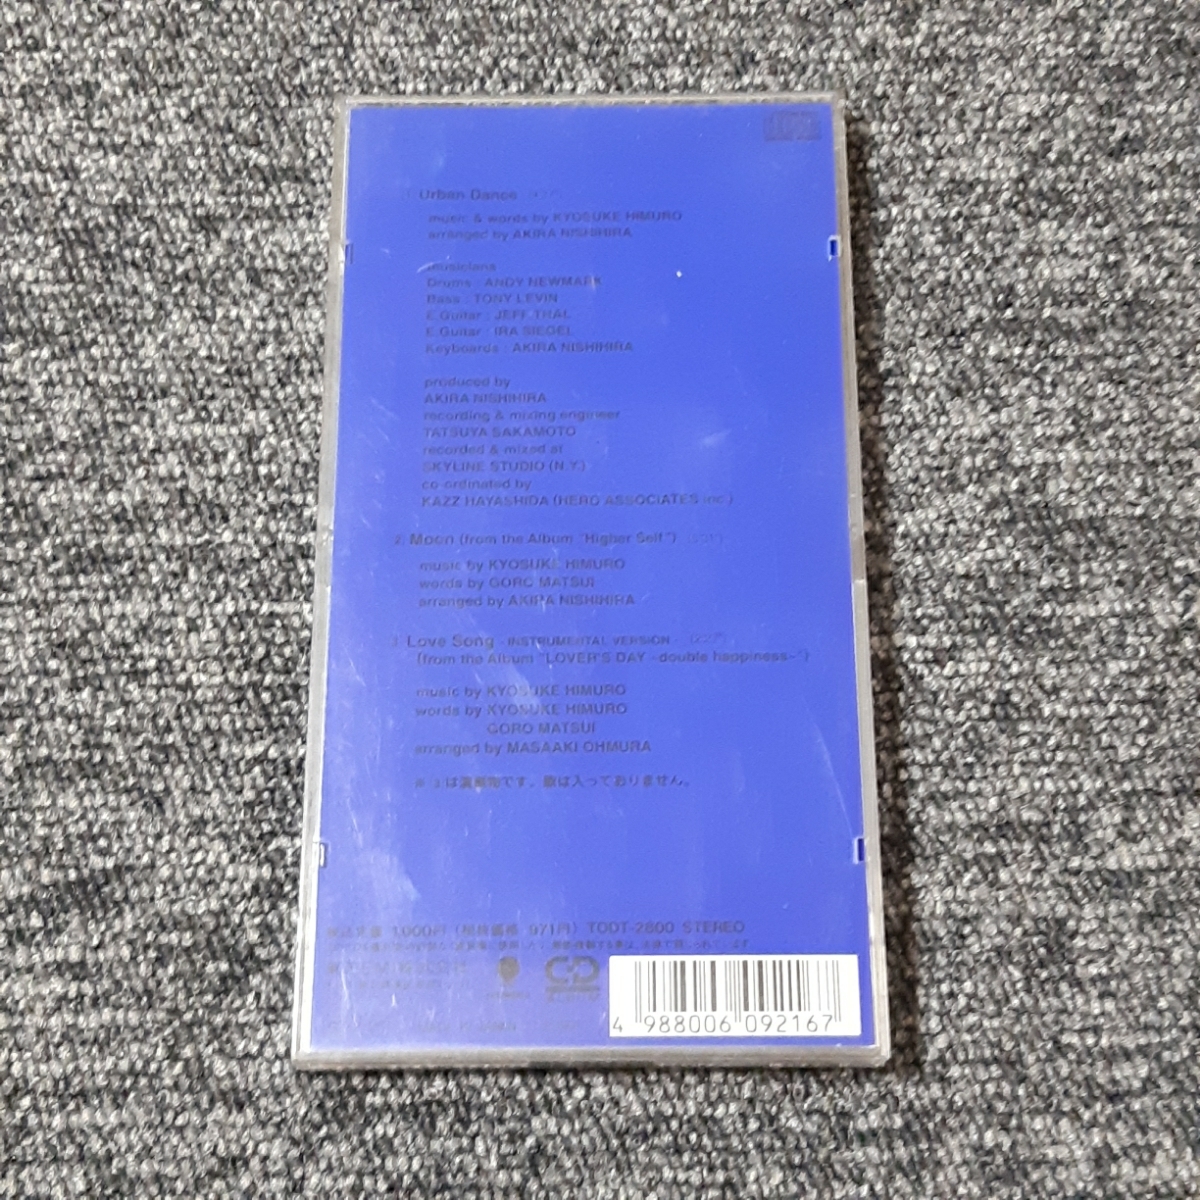 1. Urban Dance
music & words by KYOSUKE HIMURO
arranged by AKIRA NISHIHIRA
musicians
Drums : ANDY NEWMARK
Bass : TONY LEVIN
E.Guitar : JEFF THAL
E.Guitar : IRA SIEGEL
Keyboards : AKIRA NISHIHIRA
produced by
AKIRA NISHIHIRA
recording & mixing engineer
TATSUYA SAKAMOTO
recorded & mixed at
SKYLINE STUDIO (N.Y.)
co-ordinated by
KAZZ HAYASHIDA (HERO ASSOCIATES inc.)
2. Moon (from the Album "Higher Self")
music by KYOSUKE HIMURO
words by GORO MATSUI
arranged by AKIRA NISHIHIRA
3. Love Song - INSTRUMENTAL VERSION -
(from the Album "LOVER'S DAY -double happiness-")
music by KYOSUKE HIMURO
words by KYOSUKE HIMURO
GORO MATSUI
arranged by MASAAKI OHMURA
は演奏物です。歌は入っておりません。
1,000円 (税抜価格 971円) TODT-2800 STEREO
4 988006 092167